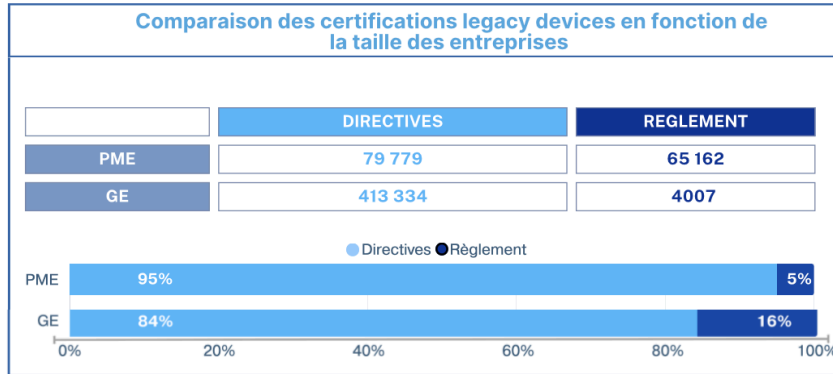 Comparaison des certifications legacy devices en fonction de
la taille des entreprises
DIRECTIVES REGLEMENT
PME 79 779 65 162
GE 413 334 4007
Directives Règlement
PME 95% 5%
GE 84% 16%
0% 20% 40% 60% 80% 100%